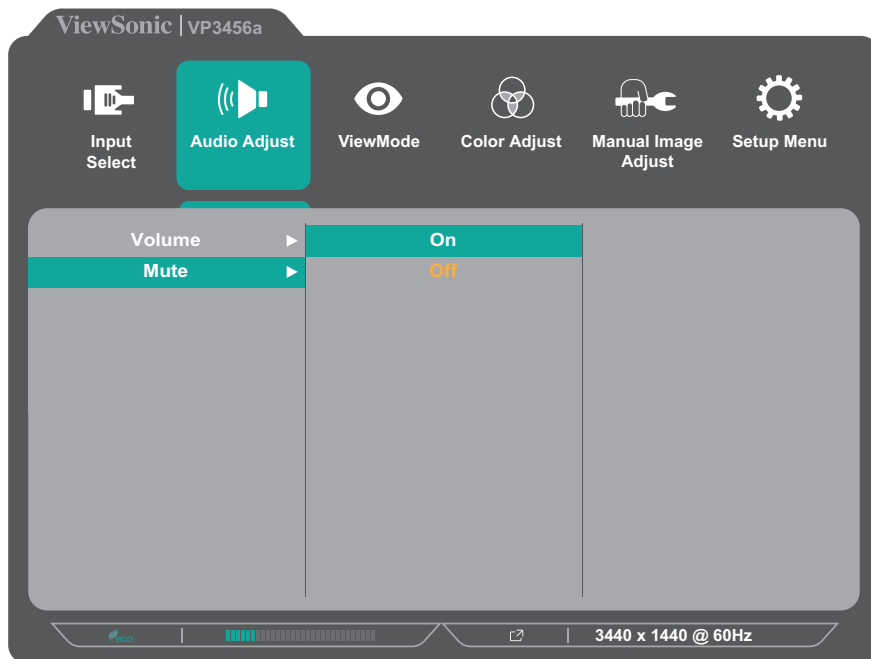 ViewSonic | VP3456a
Input Select
Audio Adjust
ViewMode
Color Adjust
Manual Image Adjust
Setup Menu
Volume
On
Mute
Off
eco
3440 x 1440 @ 60Hz